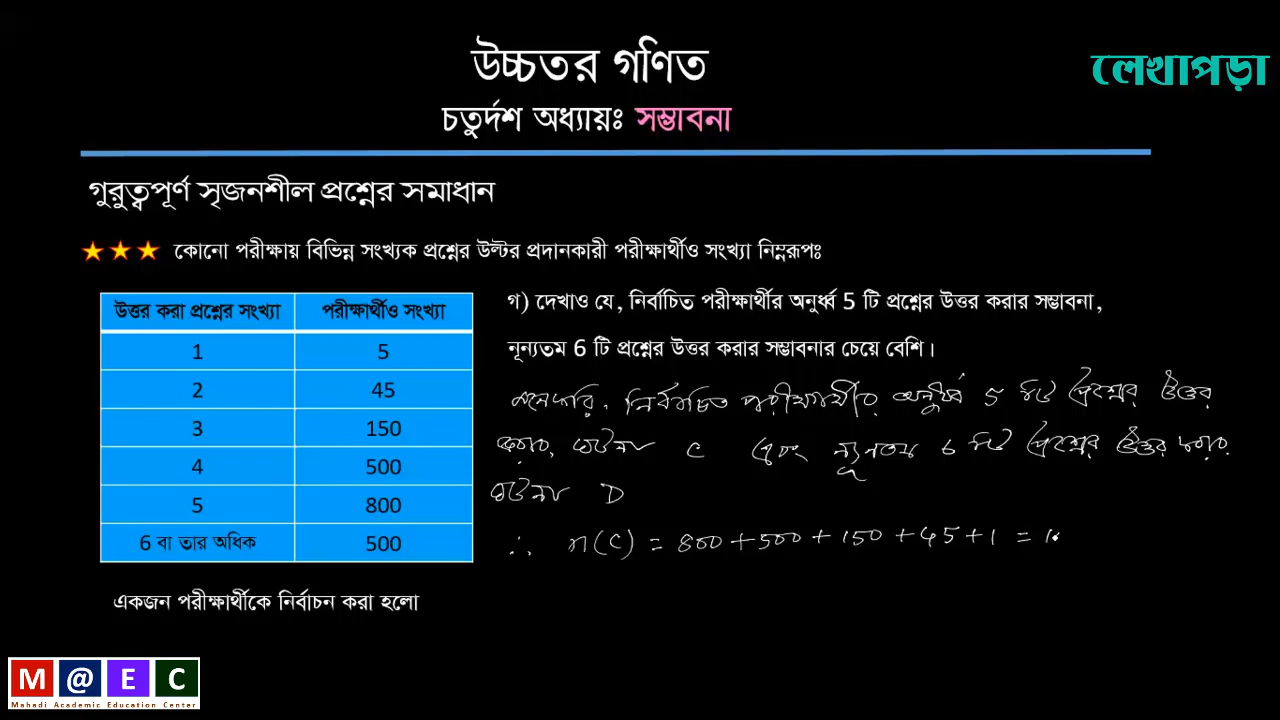 উচ্চতর গণিত
লেখাপড়া
চতুর্দশ অধ্যায়ঃ সম্ভাবনা
গুরুত্বপূর্ণ সৃজনশীল প্রশ্নের সমাধান
কোনো পরীক্ষায় বিভিন্ন সংখ্যক প্রশ্নের উল্টর প্রদানকারী পরীক্ষার্থীও সংখ্যা নিম্নরূপঃ
উত্তর করা প্রশ্নের সংখ্যা পরীক্ষার্থীও সংখ্যা
1 5
2 45
3 150
4 500
5 800
6 বা তার অধিক 500
একজন পরীক্ষার্থীকে নির্বাচন করা হলো
গ) দেখাও যে, নির্বাচিত পরীক্ষার্থীর অনুর্ধ্ব 5 টি প্রশ্নের উত্তর করার সম্ভাবনা,
নূন্যতম 6 টি প্রশ্নের উত্তর করার সম্ভাবনার চেয়ে বেশি।
মনেকরি, নির্বাচিত পরীক্ষার্থীর অনুর্ধ্ব 5 টি প্রশ্নের উত্তর
করার ঘটনা C এবং ন্যূনতম 6 টি প্রশ্নের উত্তর করার
ঘটনা D
∴ n(C) = 800+500+150+45+1 = 1
M @ E C
Mahadi Academic Education Center